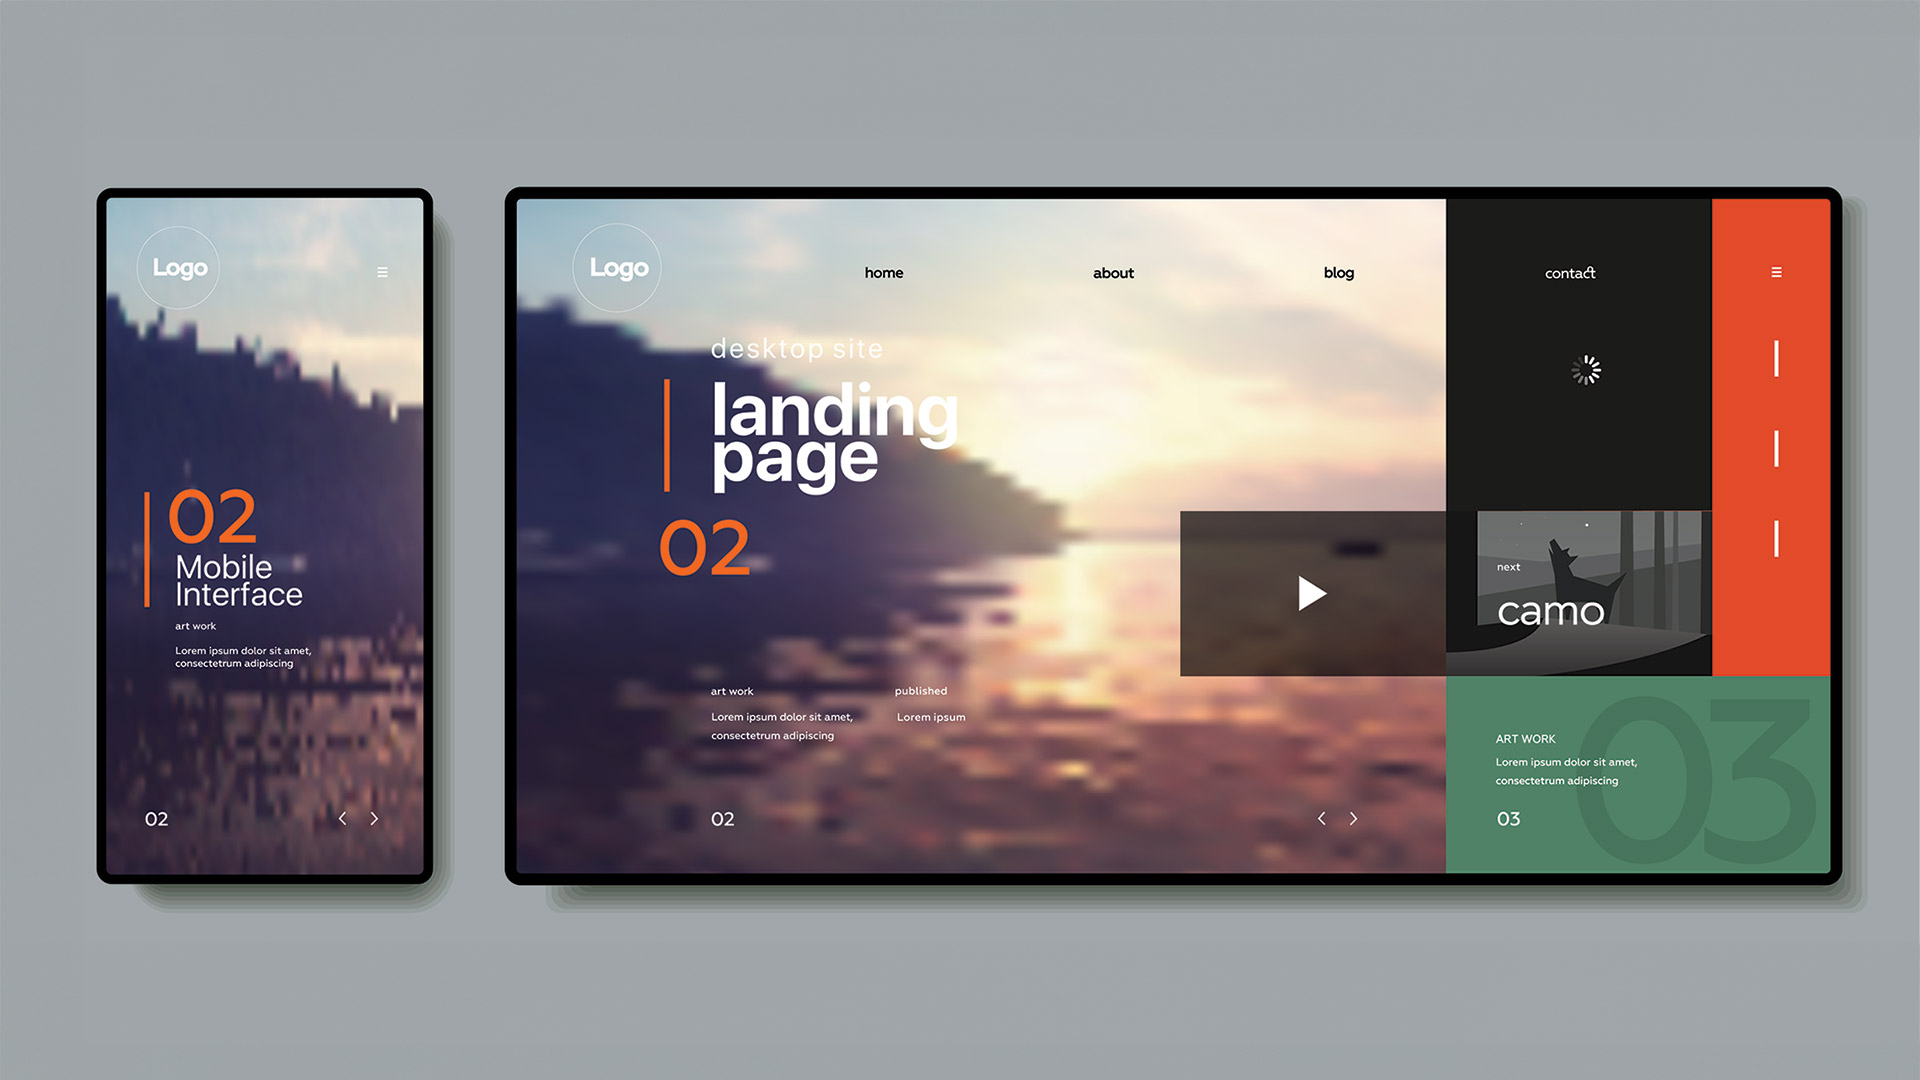 Logo
02
Mobile
Interface
art work
Lorem ipsum dolor sit amet,
consectetrum adipiscing
02
Logo
home
about
blog
contact
desktop site
landing
page
02
art work
Lorem ipsum dolor sit amet,
consectetrum adipiscing
published
Lorem ipsum
02
next
camo
03
ART WORK
Lorem ipsum dolor sit amet,
consectetrum adipiscing
03